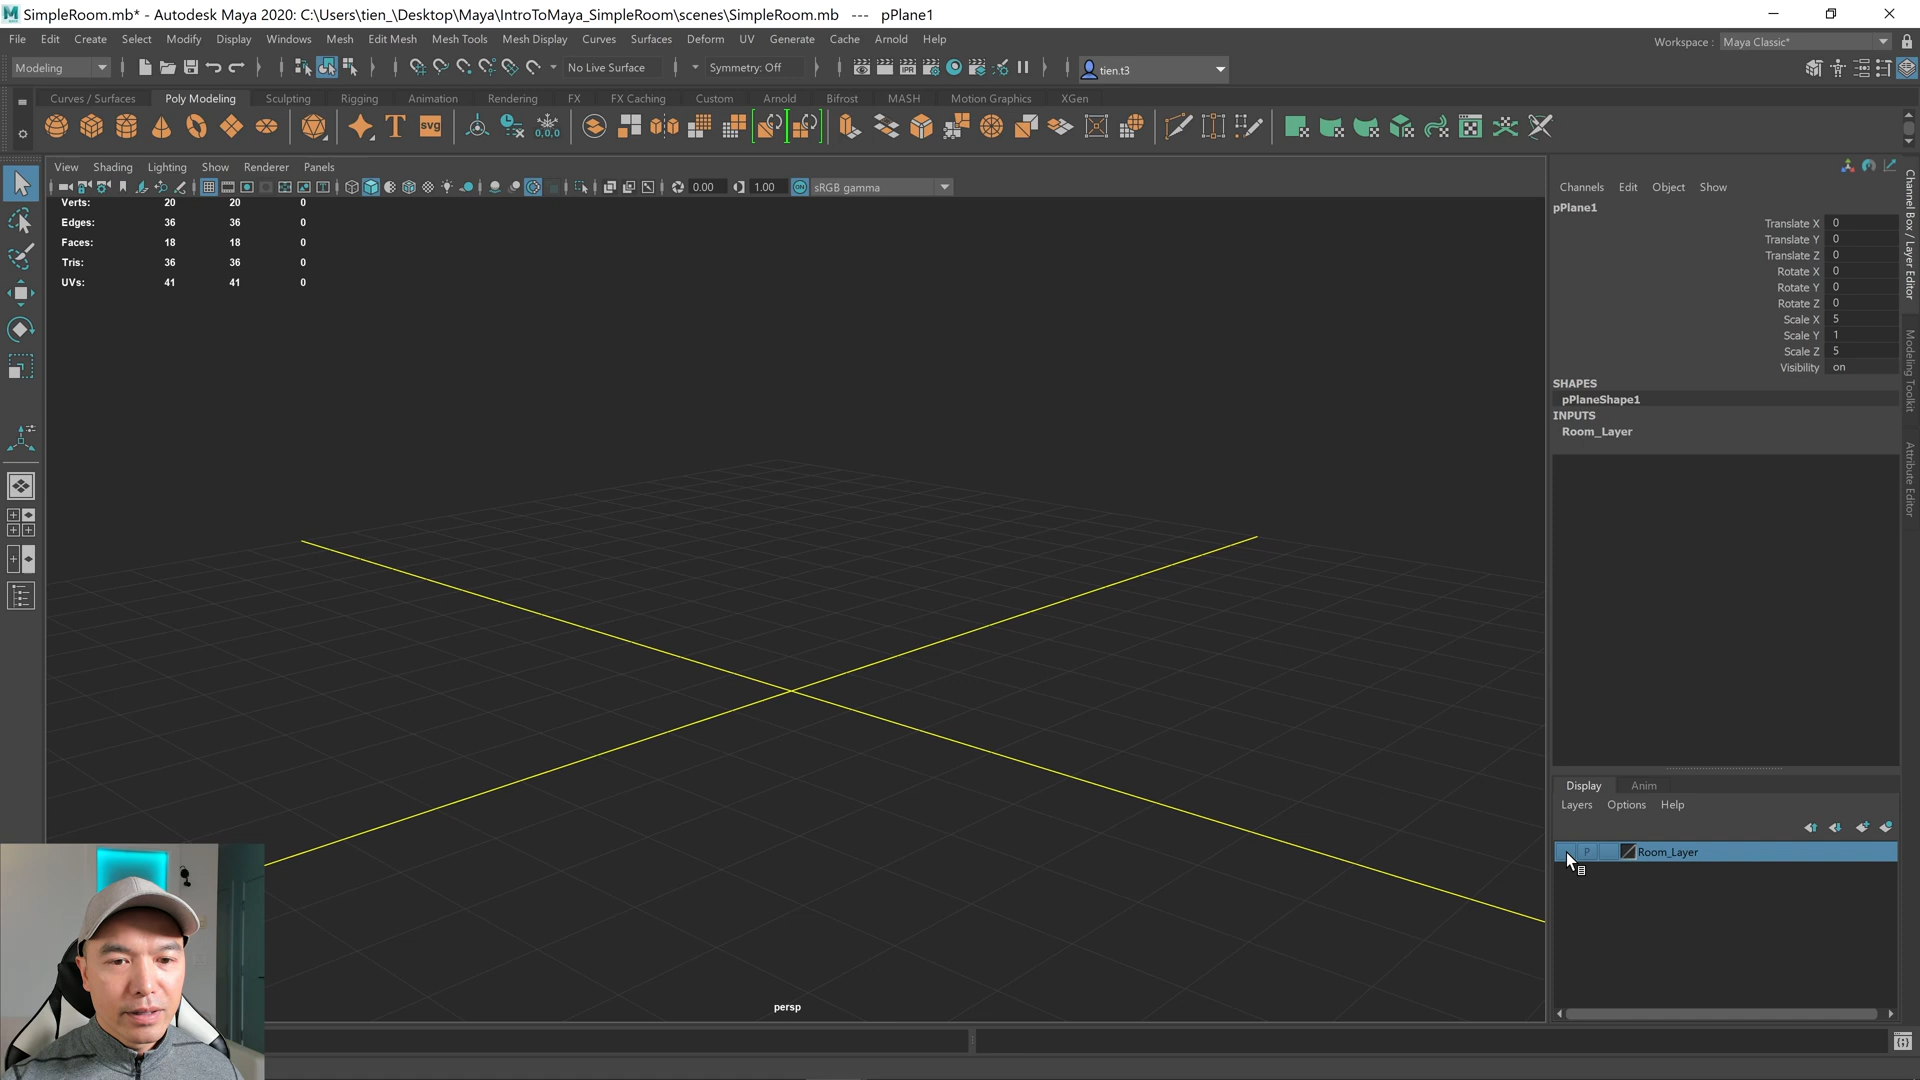 SimpleRoom.mb* - Autodesk Maya 2020: C:\Users\tien_\Desktop\Maya\IntroToMaya_SimpleRoom\scenes\SimpleRoom.mb --- pPlane1
File Edit Create Select Modify Display Windows Mesh Edit Mesh Mesh Tools Mesh Display Curves Surfaces Deform UV Generate Cache Arnold Help
Workspace : Maya Classic*
Modeling No Live Surface Symmetry: Off IPR tien.t3
Curves / Surfaces Poly Modeling Sculpting Rigging Animation Rendering FX FX Caching Custom Arnold Bifrost MASH Motion Graphics XGen
T svg 0,0,0
View Shading Lighting Show Renderer Panels
0.00 1.00 ON sRGB gamma
Verts: 20 20 0
Edges: 36 36 0
Faces: 18 18 0
Tris: 36 36 0
UVs: 41 41 0
persp
Channels Edit Object Show
pPlane1
Translate X 0
Translate Y 0
Translate Z 0
Rotate X 0
Rotate Y 0
Rotate Z 0
Scale X 5
Scale Y 1
Scale Z 5
Visibility on
SHAPES
pPlaneShape1
INPUTS
Room_Layer
Display Anim
Layers Options Help
P Room_Layer
Channel Box / Layer Editor
Modeling Toolkit
Attribute Editor